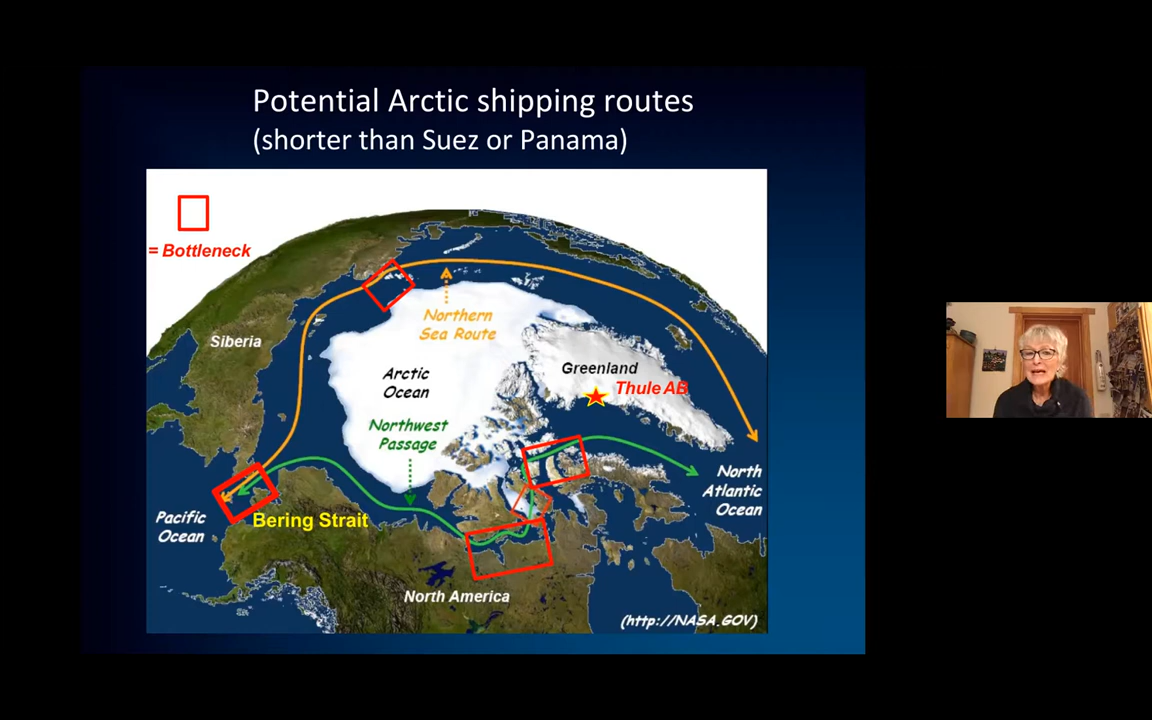 Potential Arctic shipping routes
(shorter than Suez or Panama)
= Bottleneck
Northern
Sea Route
Siberia
Greenland
Arctic
Ocean
Thule AB
Northwest
Passage
North
Atlantic
Ocean
Pacific
Ocean
Bering Strait
North America
(http://NASA.GOV)